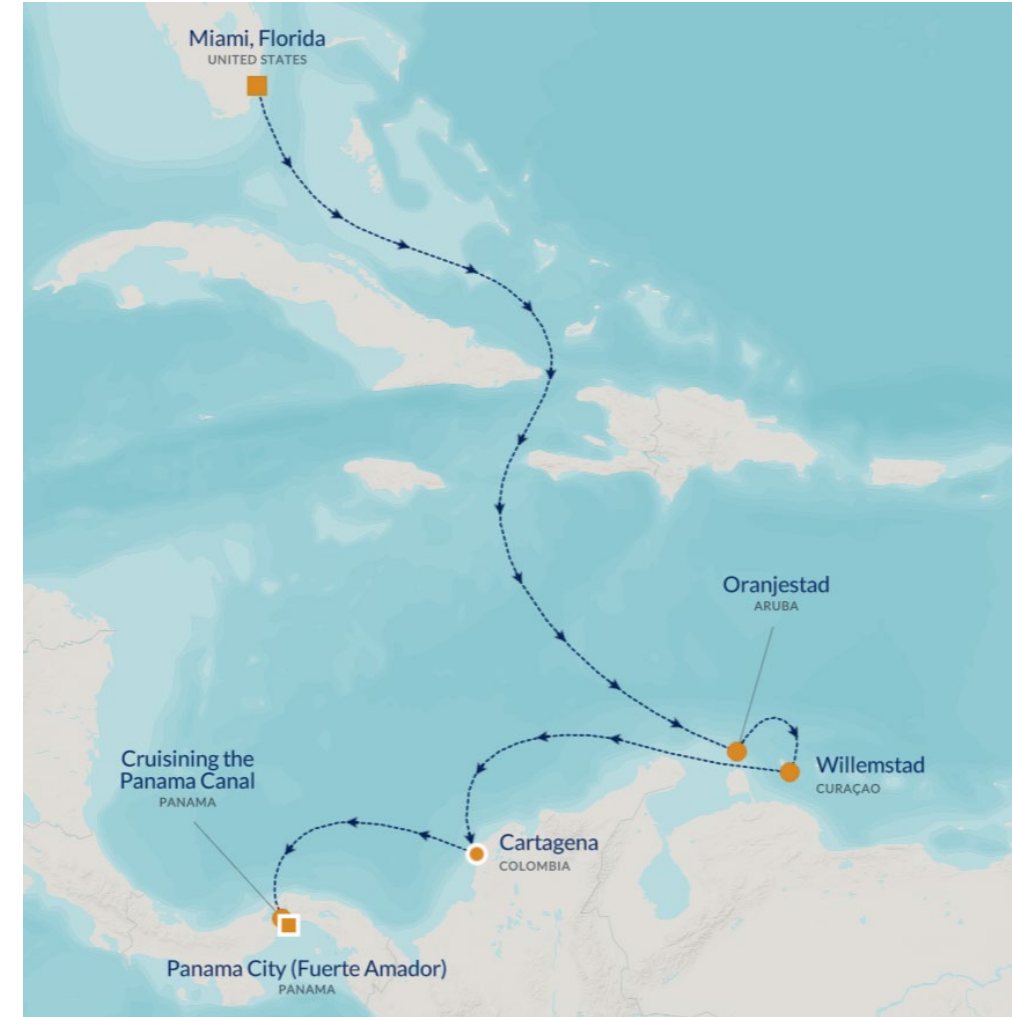 Miami, Florida
UNITED STATES
Oranjestad
ARUBA
Cruisining the
Panama Canal
PANAMA
Willemstad
CURAÇAO
Cartagena
COLOMBIA
Panama City (Fuerte Amador)
PANAMA